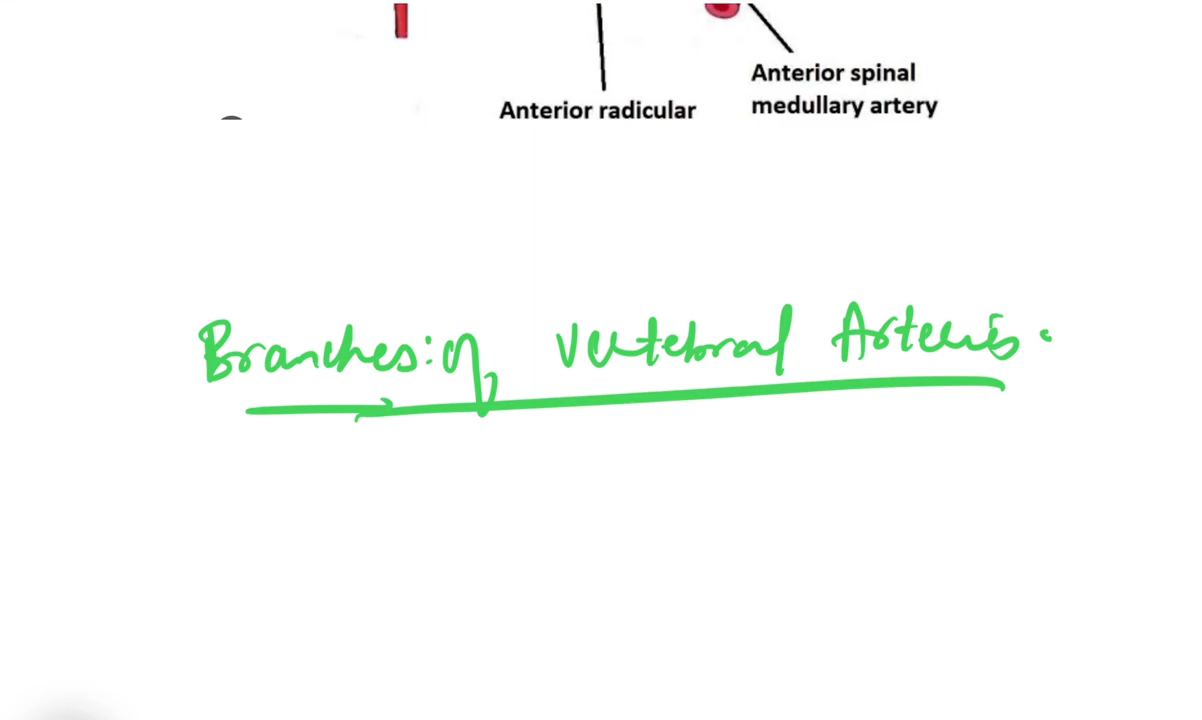 Anterior spinal
medullary artery
Anterior radicular
Branches: of vertebral Arteries.